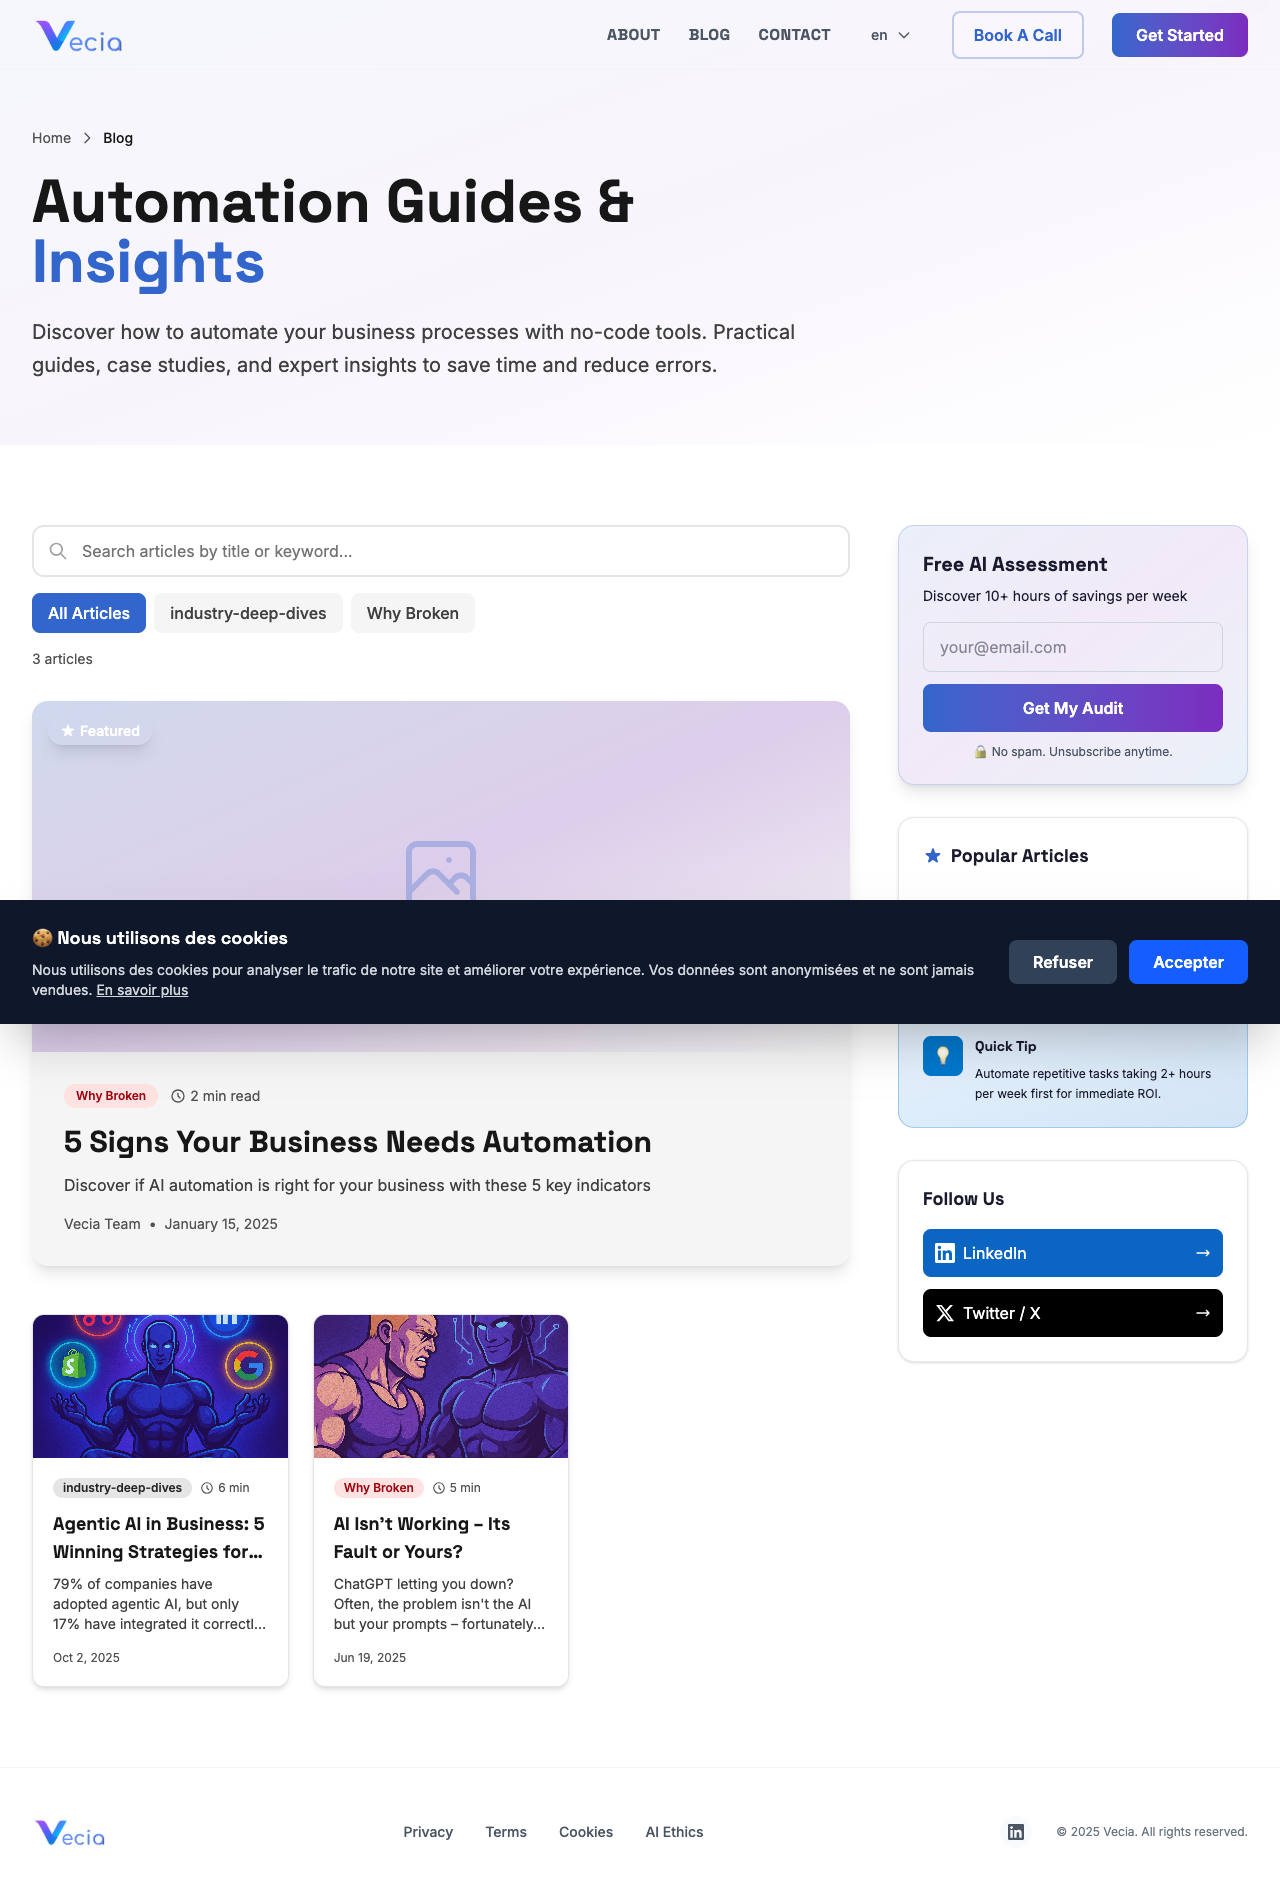 Vecia
ABOUT
BLOG
CONTACT
en
Book A Call
Get Started
Home
Blog
Automation Guides &
Insights
Discover how to automate your business processes with no-code tools. Practical
guides, case studies, and expert insights to save time and reduce errors.
Search articles by title or keyword...
All Articles
industry-deep-dives
Why Broken
3 articles
Featured
Free AI Assessment
Discover 10+ hours of savings per week
your@email.com
Get My Audit
🔒 No spam. Unsubscribe anytime.
Popular Articles
🍪 Nous utilisons des cookies
Nous utilisons des cookies pour analyser le trafic de notre site et améliorer votre expérience. Vos données sont anonymisées et ne sont jamais
vendues. En savoir plus
Refuser
Accepter
Quick Tip
Automate repetitive tasks taking 2+ hours
per week first for immediate ROI.
Why Broken
2 min read
5 Signs Your Business Needs Automation
Discover if AI automation is right for your business with these 5 key indicators
Vecia Team • January 15, 2025
Follow Us
LinkedIn →
Twitter / X →
industry-deep-dives
6 min
Agentic AI in Business: 5
Winning Strategies for...
79% of companies have
adopted agentic AI, but only
17% have integrated it correctl...
Oct 2, 2025
Why Broken
5 min
AI Isn't Working – Its
Fault or Yours?
ChatGPT letting you down?
Often, the problem isn't the AI
but your prompts – fortunately...
Jun 19, 2025
Vecia
Privacy
Terms
Cookies
AI Ethics
© 2025 Vecia. All rights reserved.